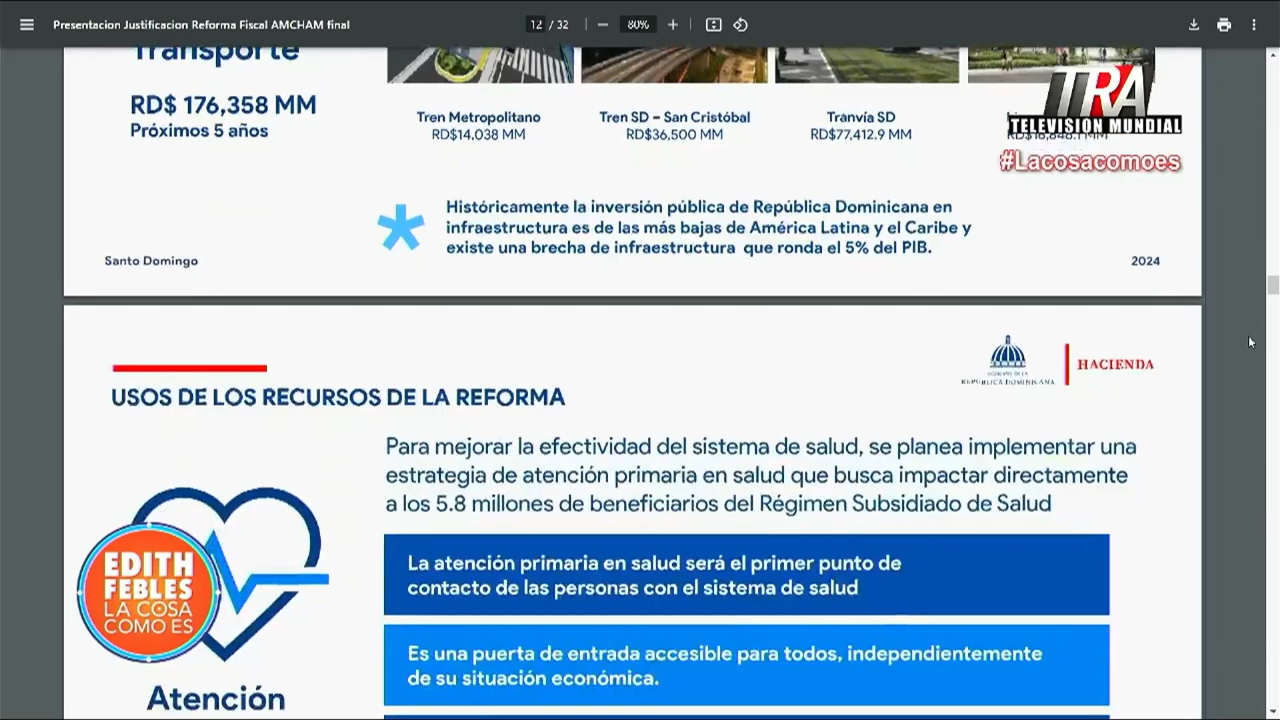 Presentacion Justificacion Reforma Fiscal AMCHAM final
12 / 32
80%
Transporte
RD$ 176,358 MM
Próximos 5 años
Tren Metropolitano
RD$14.038 MM
Tren SD – San Cristóbal
RD$36,500 MM
Tranvía SD
RD$77,412.9 MM
TRA
TELEVISION MUNDIAL
#Lacosacomoes
Históricamente la inversión pública de República Dominicana en
infraestructura es de las más bajas de América Latina y el Caribe y
existe una brecha de infraestructura que ronda el 5% del PIB.
Santo Domingo
2024
GOBIERNO DE LA
REPÚBLICA DOMINICANA
HACIENDA
USOS DE LOS RECURSOS DE LA REFORMA
Para mejorar la efectividad del sistema de salud, se planea implementar una
estrategia de atención primaria en salud que busca impactar directamente
a los 5.8 millones de beneficiarios del Régimen Subsidiado de Salud
EDITH
FEBLES
LA COSA
COMO ES
Atención
La atención primaria en salud será el primer punto de
contacto de las personas con el sistema de salud
Es una puerta de entrada accesible para todos, independientemente
de su situación económica.